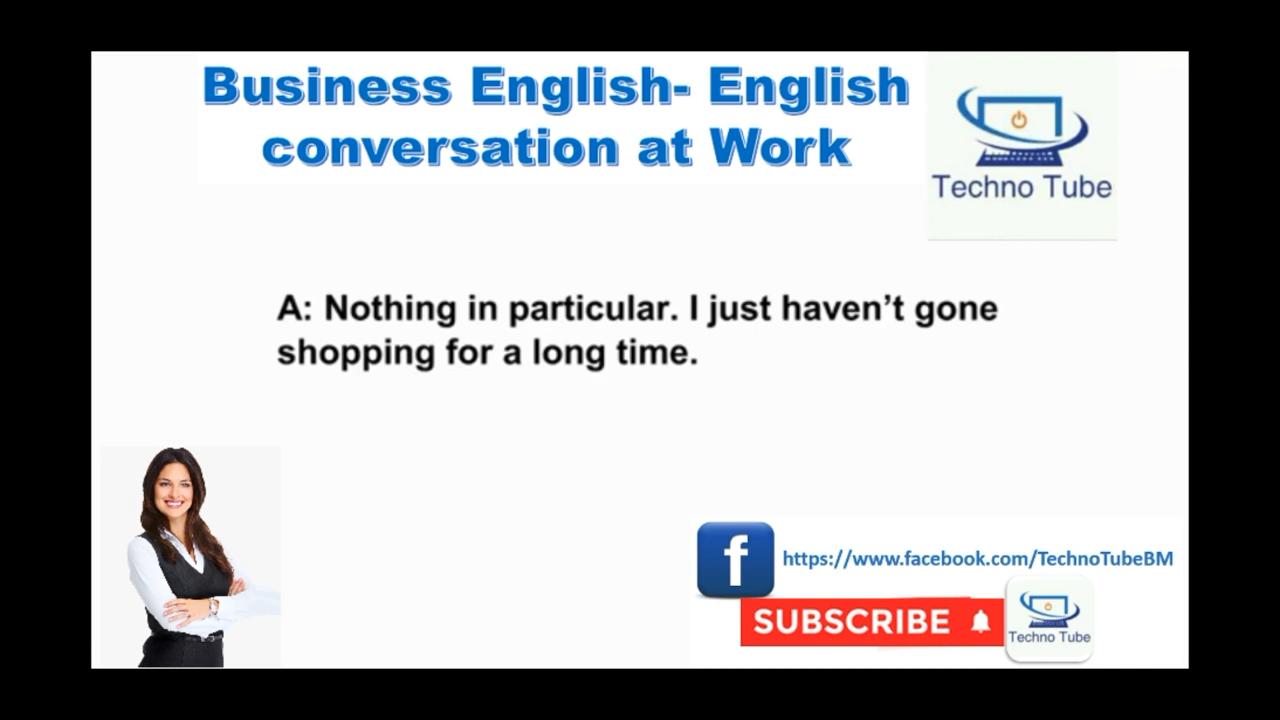 Business English- English
conversation at Work
Techno Tube
A: Nothing in particular. I just haven’t gone
shopping for a long time.
f
https://www.facebook.com/TechnoTubeBM
SUBSCRIBE
Techno Tube